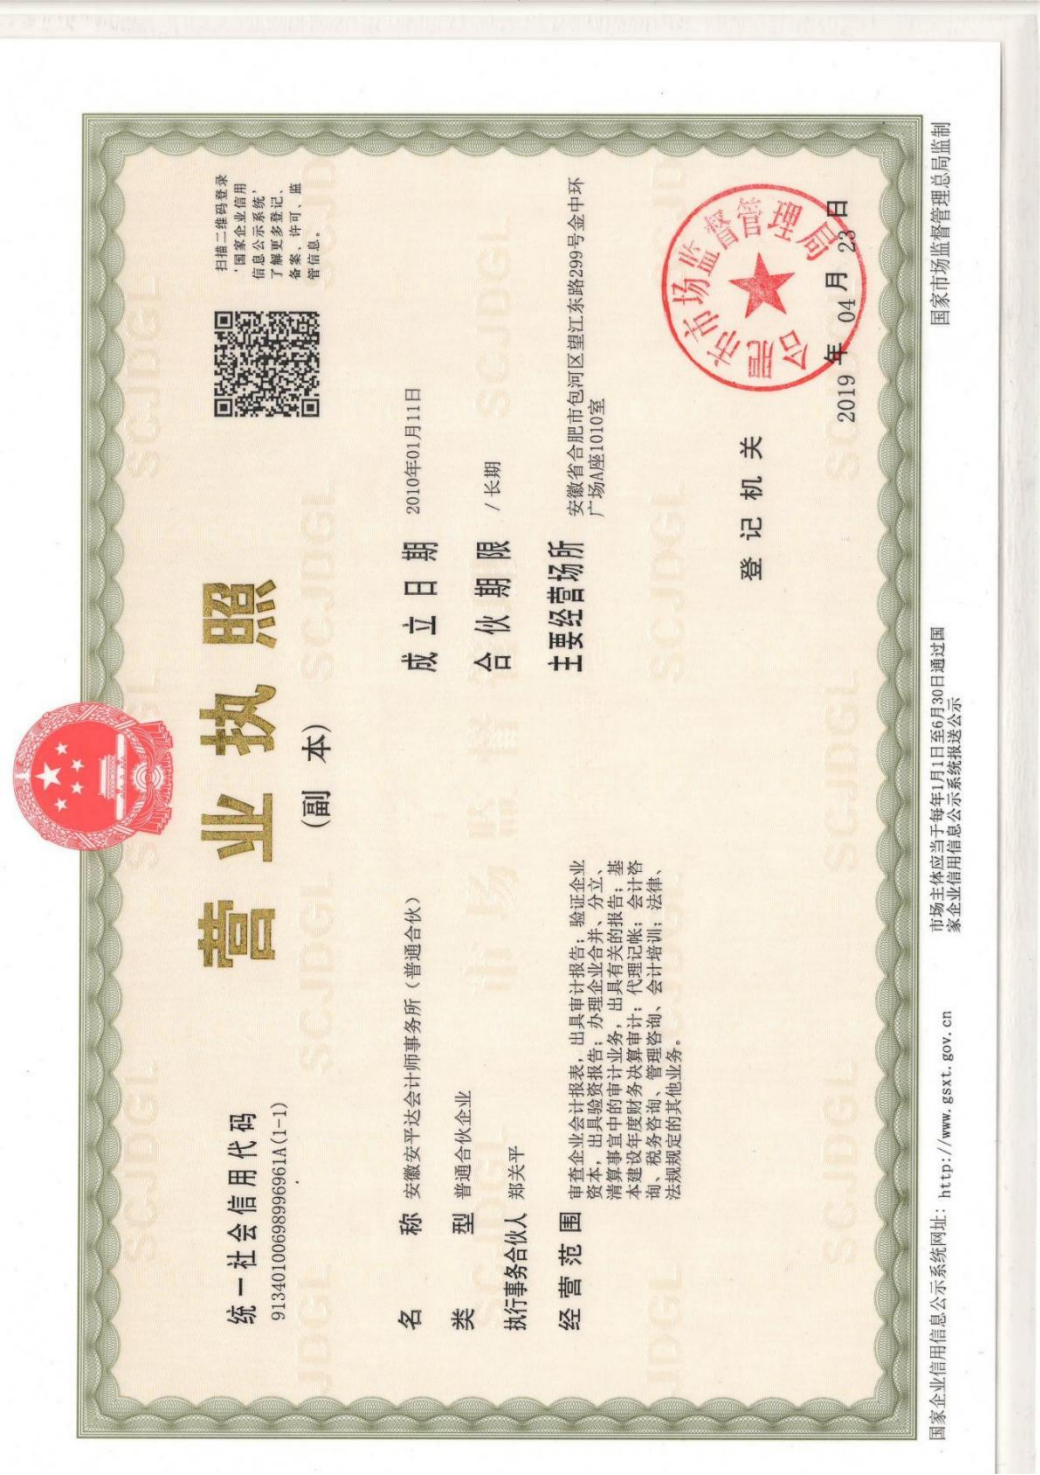 营业执照
(副 本)
统一社会信用代码
91340100698996961A(1-1)
扫描二维码登录
‘国家企业信用
信息公示系统’
了解更多登记、
备案、许可、监
管信息。
名 称 安徽安平达会计师事务所（普通合伙）
类 型 普通合伙企业
执行事务合伙人 郑关平
经营范围 审查企业会计报表，出具审计报告；验证企业
资本，出具验资报告；办理企业合并、分立、
清算事宜中的审计业务，出具有关的报告；基
本建设年度财务决算审计；代理记帐；会计咨
询、税务咨询、管理咨询、会计培训；法律、
法规规定的其他业务。
成立日期 2010年01月11日
合伙期限 / 长期
主要经营场所 安徽省合肥市包河区望江东路299号金中环
广场A座1010室
登记机关
合肥市市场监督管理局
2019 年 04 月 23 日
国家企业信用信息公示系统网址：http://www.gsxt.gov.cn
市场主体应当于每年1月1日至6月30日通过国
家企业信用信息公示系统报送公示
国家市场监督管理总局监制
SCJDGL